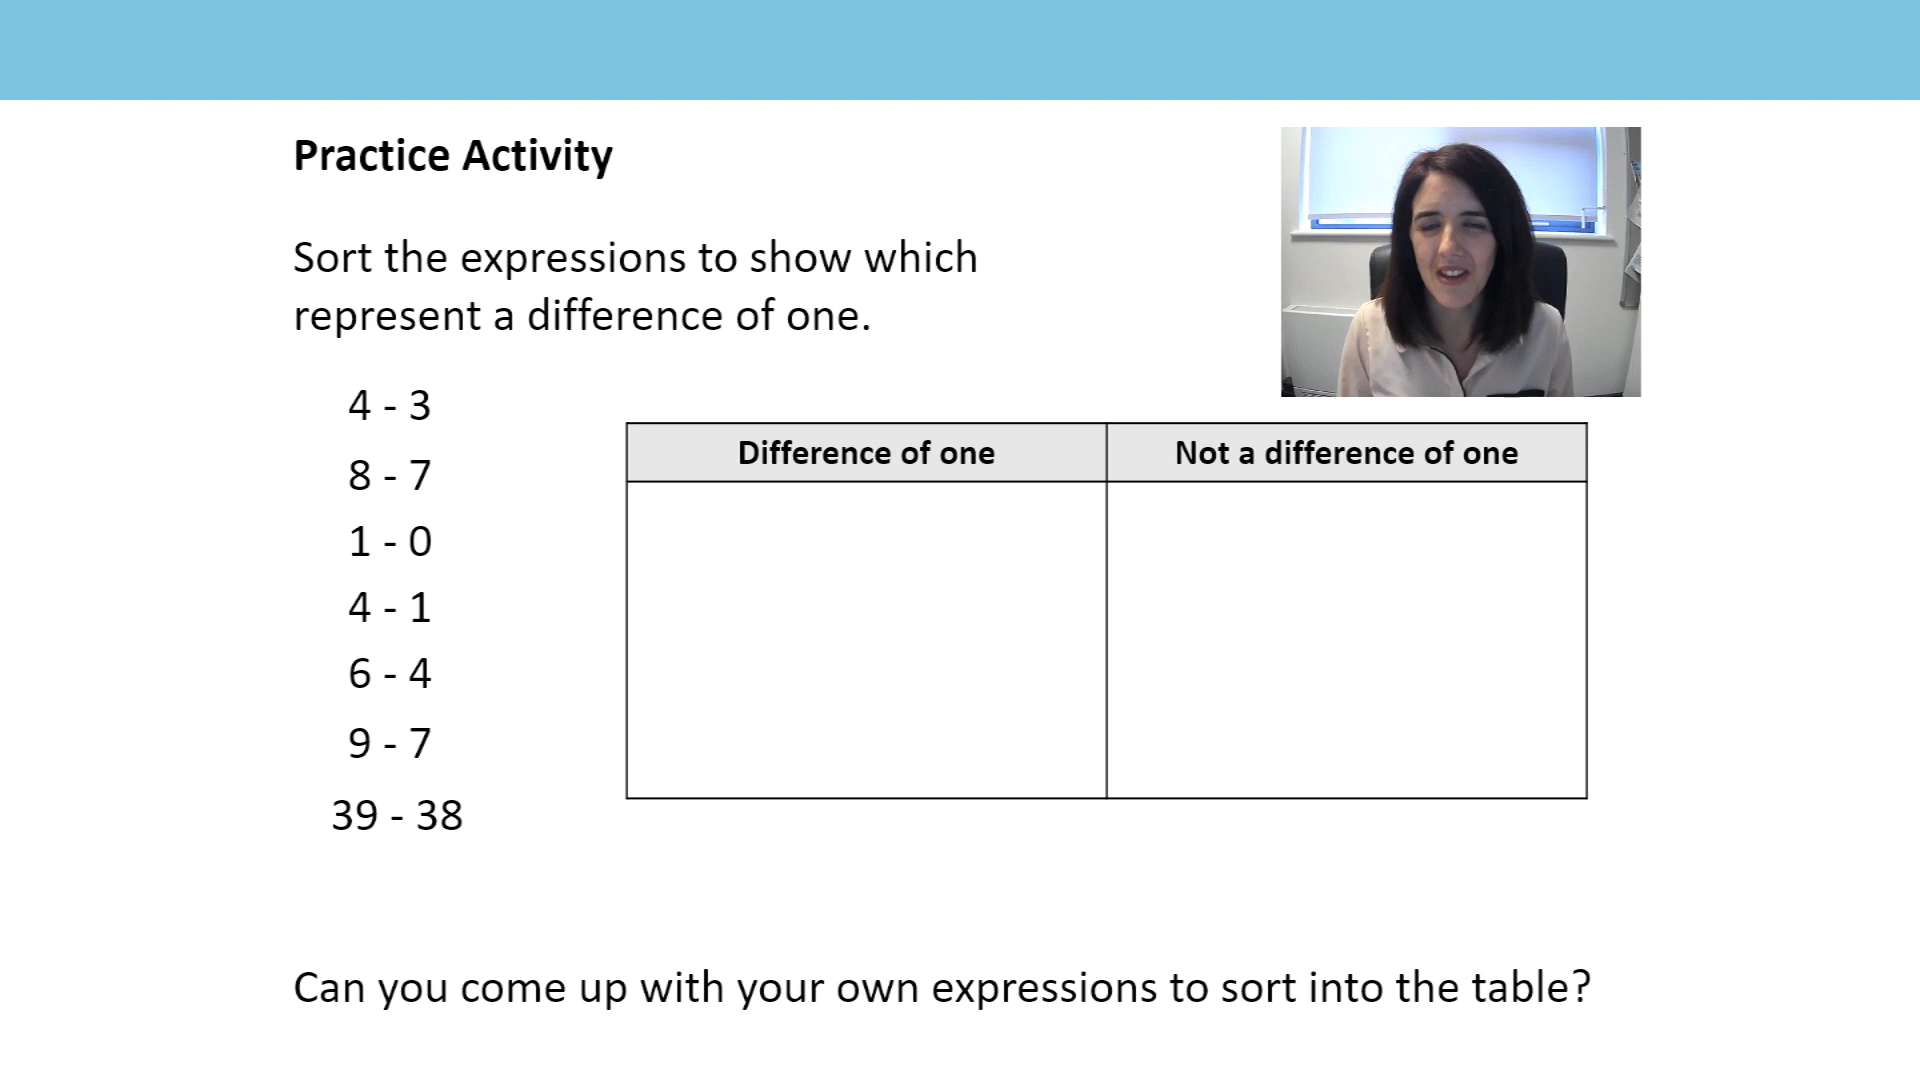 Practice Activity
Sort the expressions to show which
represent a difference of one.
4 - 3
8 - 7
1 - 0
4 - 1
6 - 4
9 - 7
39 - 38
Difference of one
Not a difference of one
Can you come up with your own expressions to sort into the table?